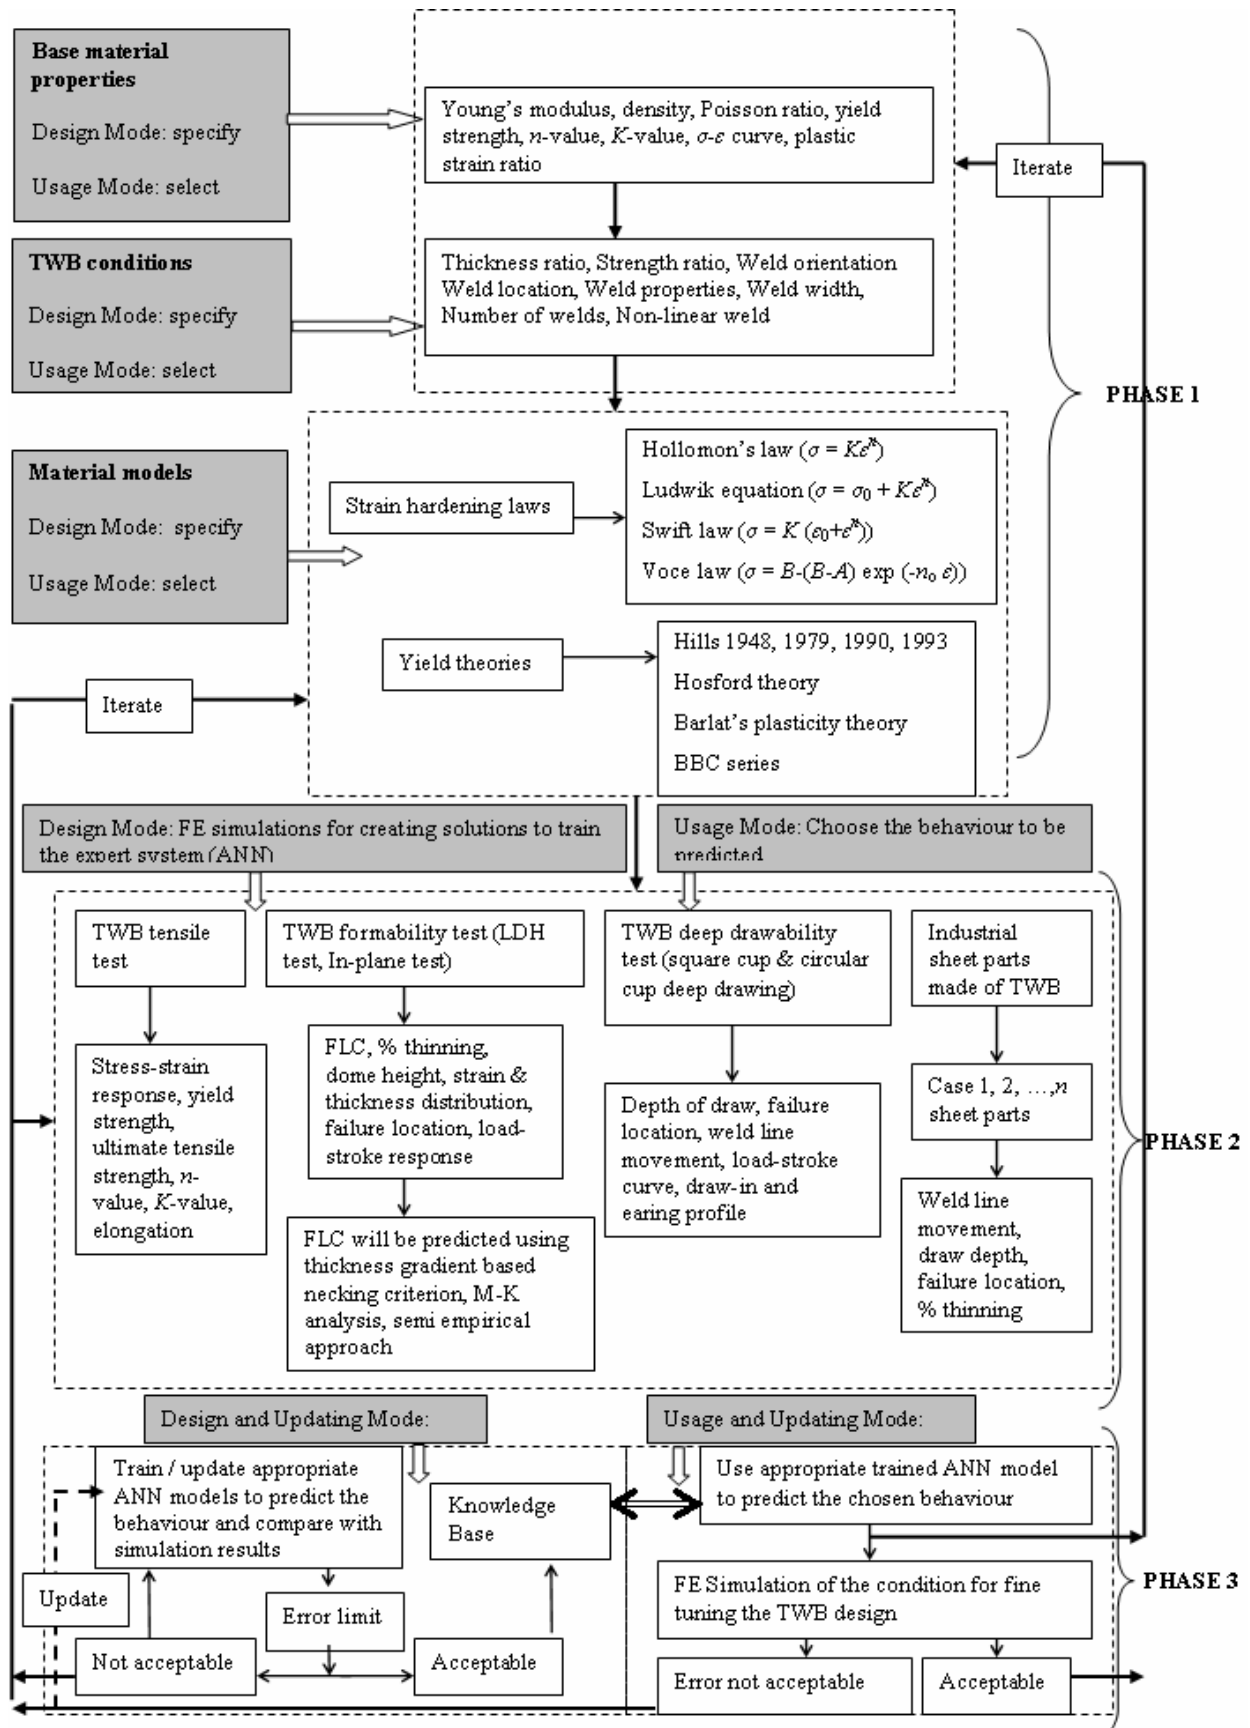 Base material
properties
Design Mode: specify
Usage Mode: select
Young's modulus, density, Poisson ratio, yield
strength, n-value, K-value, σ-ε curve, plastic
strain ratio
Iterate
TWB conditions
Design Mode: specify
Usage Mode: select
Thickness ratio, Strength ratio, Weld orientation
Weld location, Weld properties, Weld width,
Number of welds, Non-linear weld
PHASE 1
Material models
Design Mode: specify
Usage Mode: select
Strain hardening laws
Hollomon's law (σ = Kεⁿ)
Ludwik equation (σ = σ₀ + Kεⁿ)
Swift law (σ = K (ε₀+εⁿ))
Voce law (σ = B-(B-A) exp (-n₀ ε))
Yield theories
Hills 1948, 1979, 1990, 1993
Hosford theory
Barlat's plasticity theory
BBC series
Iterate
Design Mode: FE simulations for creating solutions to train
the expert system (ANN)
Usage Mode: Choose the behaviour to be
predicted
TWB tensile
test
TWB formability test (LDH
test, In-plane test)
TWB deep drawability
test (square cup & circular
cup deep drawing)
Industrial
sheet parts
made of TWB
Stress-strain
response, yield
strength,
ultimate tensile
strength, n-
value, K-value,
elongation
FLC, % thinning,
dome height, strain &
thickness distribution,
failure location, load-
stroke response
Depth of draw, failure
location, weld line
movement, load-stroke
curve, draw-in and
earing profile
Case 1, 2, …,n
sheet parts
PHASE 2
FLC will be predicted using
thickness gradient based
necking criterion, M-K
analysis, semi empirical
approach
Weld line
movement,
draw depth,
failure location,
% thinning
Design and Updating Mode:
Usage and Updating Mode:
Train / update appropriate
ANN models to predict the
behaviour and compare with
simulation results
Knowledge
Base
Use appropriate trained ANN model
to predict the chosen behaviour
Update
Error limit
FE Simulation of the condition for fine
tuning the TWB design
PHASE 3
Not acceptable
Acceptable
Error not acceptable
Acceptable